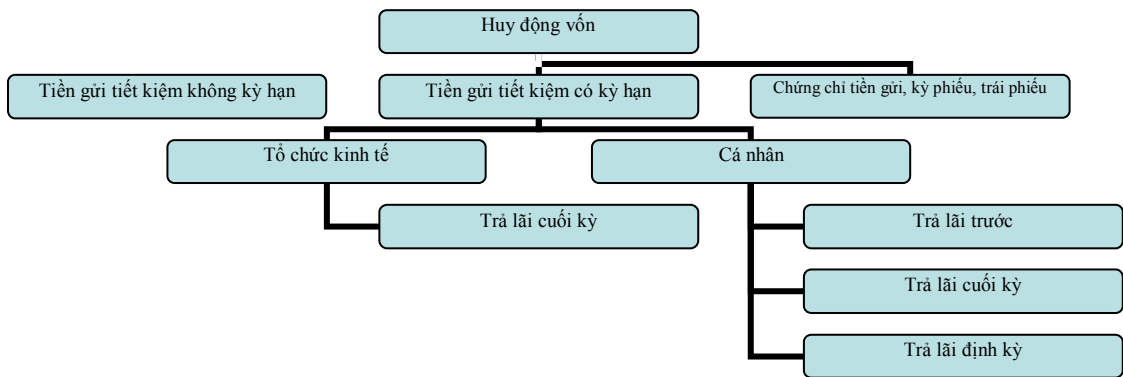 Huy động vốn
Tiền gửi tiết kiệm không kỳ hạn
Tiền gửi tiết kiệm có kỳ hạn
Chứng chỉ tiền gửi, kỳ phiếu, trái phiếu
Tổ chức kinh tế
Cá nhân
Trả lãi cuối kỳ
Trả lãi trước
Trả lãi cuối kỳ
Trả lãi định kỳ